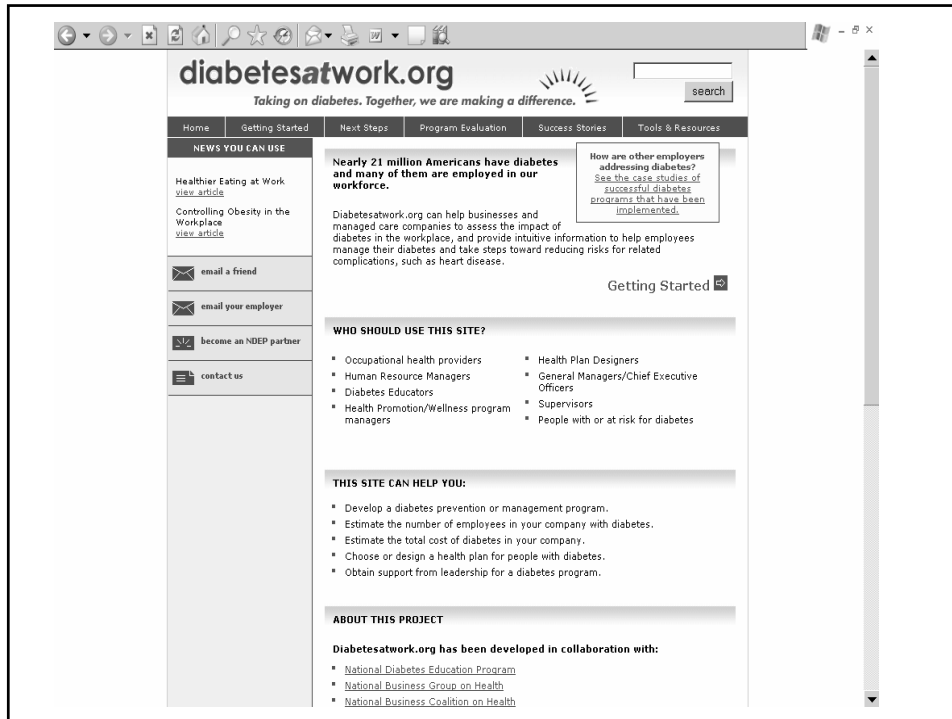 diabetesatwork.org
Taking on diabetes. Together, we are making a difference.
search
Home Getting Started Next Steps Program Evaluation Success Stories Tools & Resources
NEWS YOU CAN USE
Healthier Eating at Work
view article
Controlling Obesity in the
Workplace
view article
email a friend
email your employer
become an NDEP partner
contact us
Nearly 21 million Americans have diabetes
and many of them are employed in our
workforce.
How are other employers
addressing diabetes?
See the case studies of
successful diabetes
programs that have been
implemented.
Diabetesatwork.org can help businesses and
managed care companies to assess the impact of
diabetes in the workplace, and provide intuitive information to help employees
manage their diabetes and take steps toward reducing risks for related
complications, such as heart disease.
Getting Started
WHO SHOULD USE THIS SITE?
Occupational health providers
Human Resource Managers
Diabetes Educators
Health Promotion/Wellness program
managers
Health Plan Designers
General Managers/Chief Executive
Officers
Supervisors
People with or at risk for diabetes
THIS SITE CAN HELP YOU:
Develop a diabetes prevention or management program.
Estimate the number of employees in your company with diabetes.
Estimate the total cost of diabetes in your company.
Choose or design a health plan for people with diabetes.
Obtain support from leadership for a diabetes program.
ABOUT THIS PROJECT
Diabetesatwork.org has been developed in collaboration with:
National Diabetes Education Program
National Business Group on Health
National Business Coalition on Health